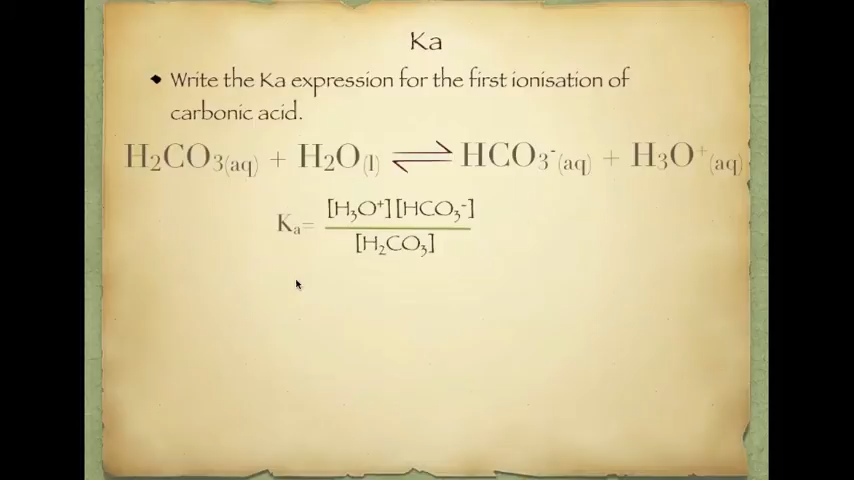 Ka
◆ Write the Ka expression for the first ionisation of
carbonic acid.
H₂CO₃(aq) + H₂O(l) ⇌ HCO₃⁻(aq) + H₃O⁺(aq)
Kₐ= [H₃O⁺][HCO₃⁻]
[H₂CO₃]